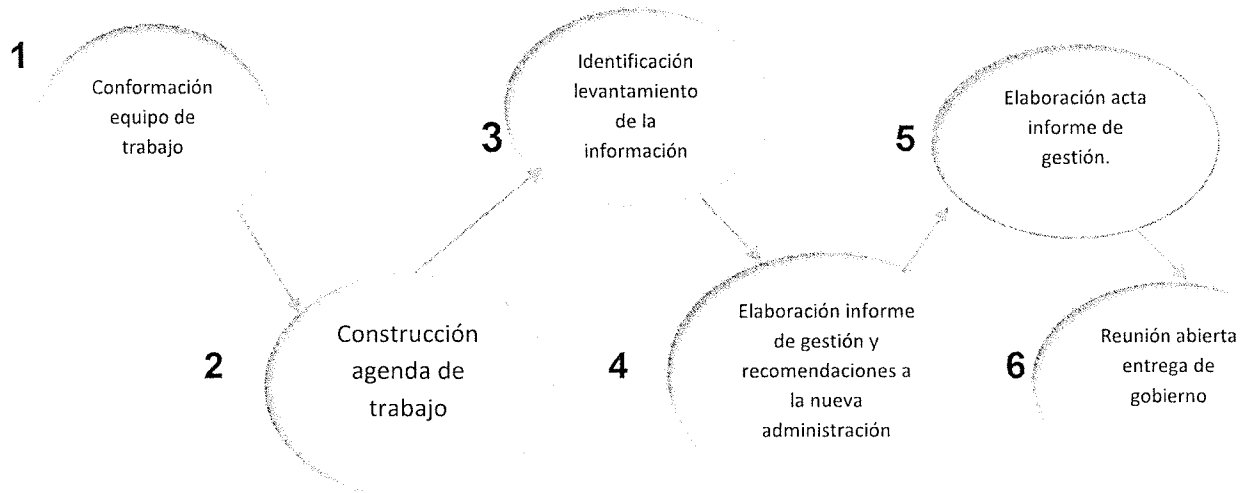 1
Conformación
equipo de
trabajo
2
Construcción
agenda de
trabajo
3
Identificación
levantamiento
de la
información
4
Elaboración informe
de gestión y
recomendaciones a
la nueva
administración
5
Elaboración acta
informe de
gestión.
6
Reunión abierta
entrega de
gobierno